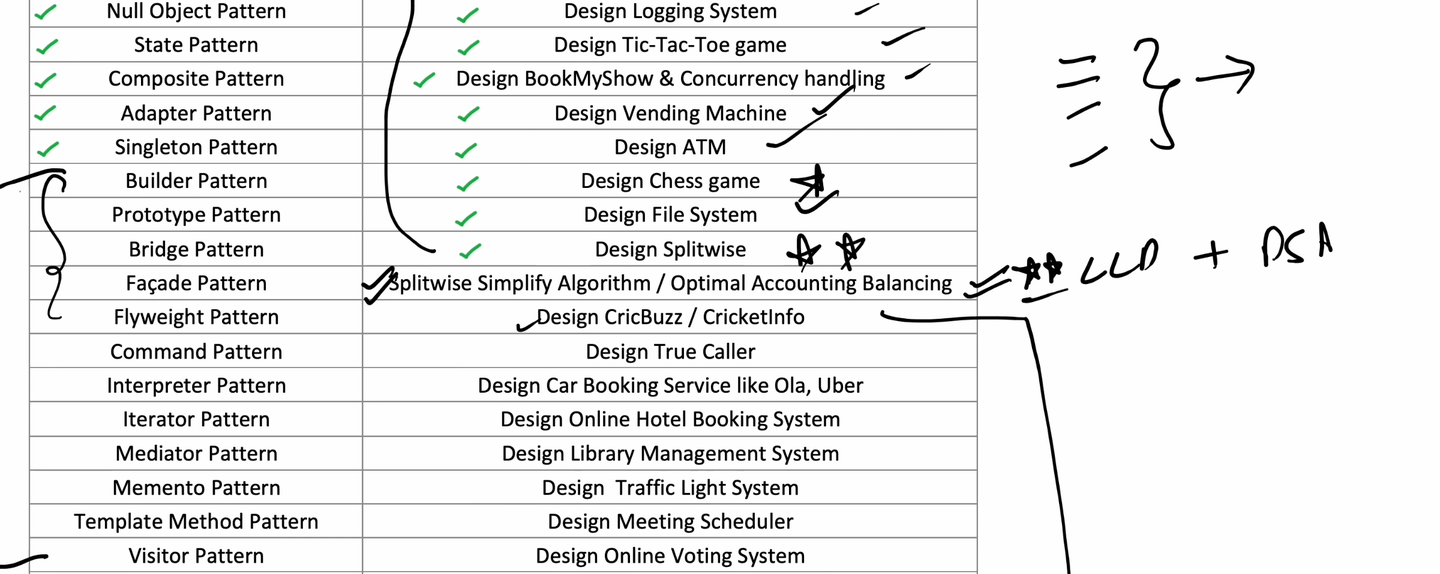 Null Object Pattern Design Logging System
State Pattern Design Tic-Tac-Toe game
Composite Pattern Design BookMyShow & Concurrency handling
Adapter Pattern Design Vending Machine
Singleton Pattern Design ATM
Builder Pattern Design Chess game
Prototype Pattern Design File System
Bridge Pattern Design Splitwise
Façade Pattern Splitwise Simplify Algorithm / Optimal Accounting Balancing LLD + DSA
Flyweight Pattern Design CricBuzz / CricketInfo
Command Pattern Design True Caller
Interpreter Pattern Design Car Booking Service like Ola, Uber
Iterator Pattern Design Online Hotel Booking System
Mediator Pattern Design Library Management System
Memento Pattern Design Traffic Light System
Template Method Pattern Design Meeting Scheduler
Visitor Pattern Design Online Voting System